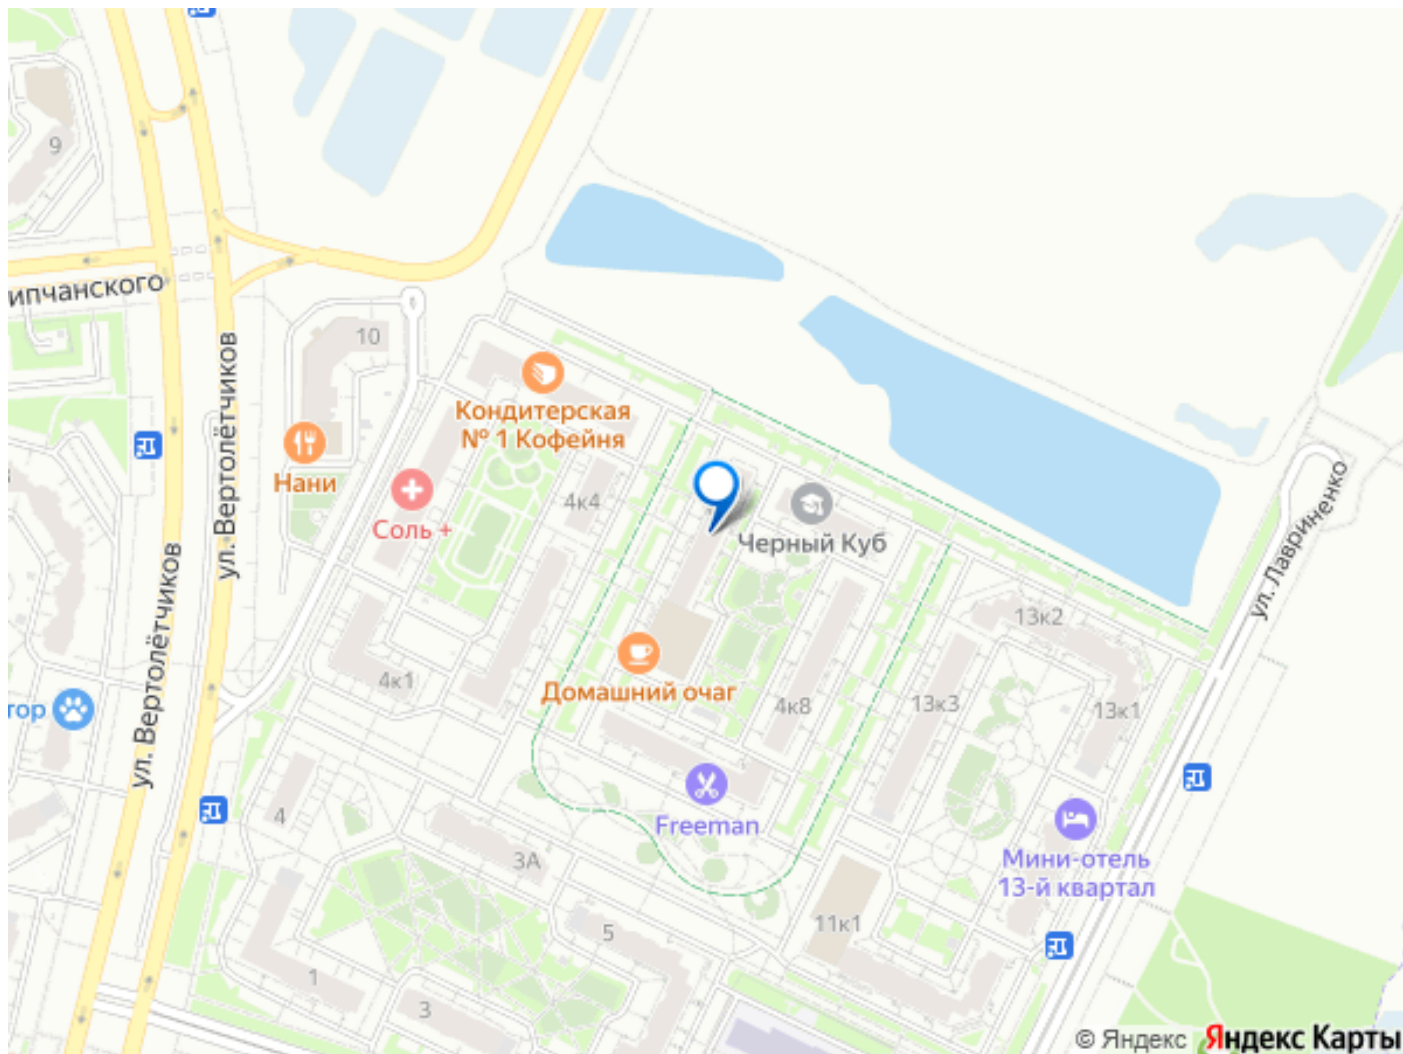 9
ипчанского
10
ул. Вертолётчиков
Кондитерская
№ 1 Кофейня
Нани
4к4
Соль +
Черный Куб
ул. Лавриненко
ул. Вертолётчиков
13к2
4к1
Домашний очаг
4к8
13к3
13к1
тор
4
Freeman
3А
Мини-отель
13-й квартал
11к1
5
1
3
© Яндекс Яндекс Карты